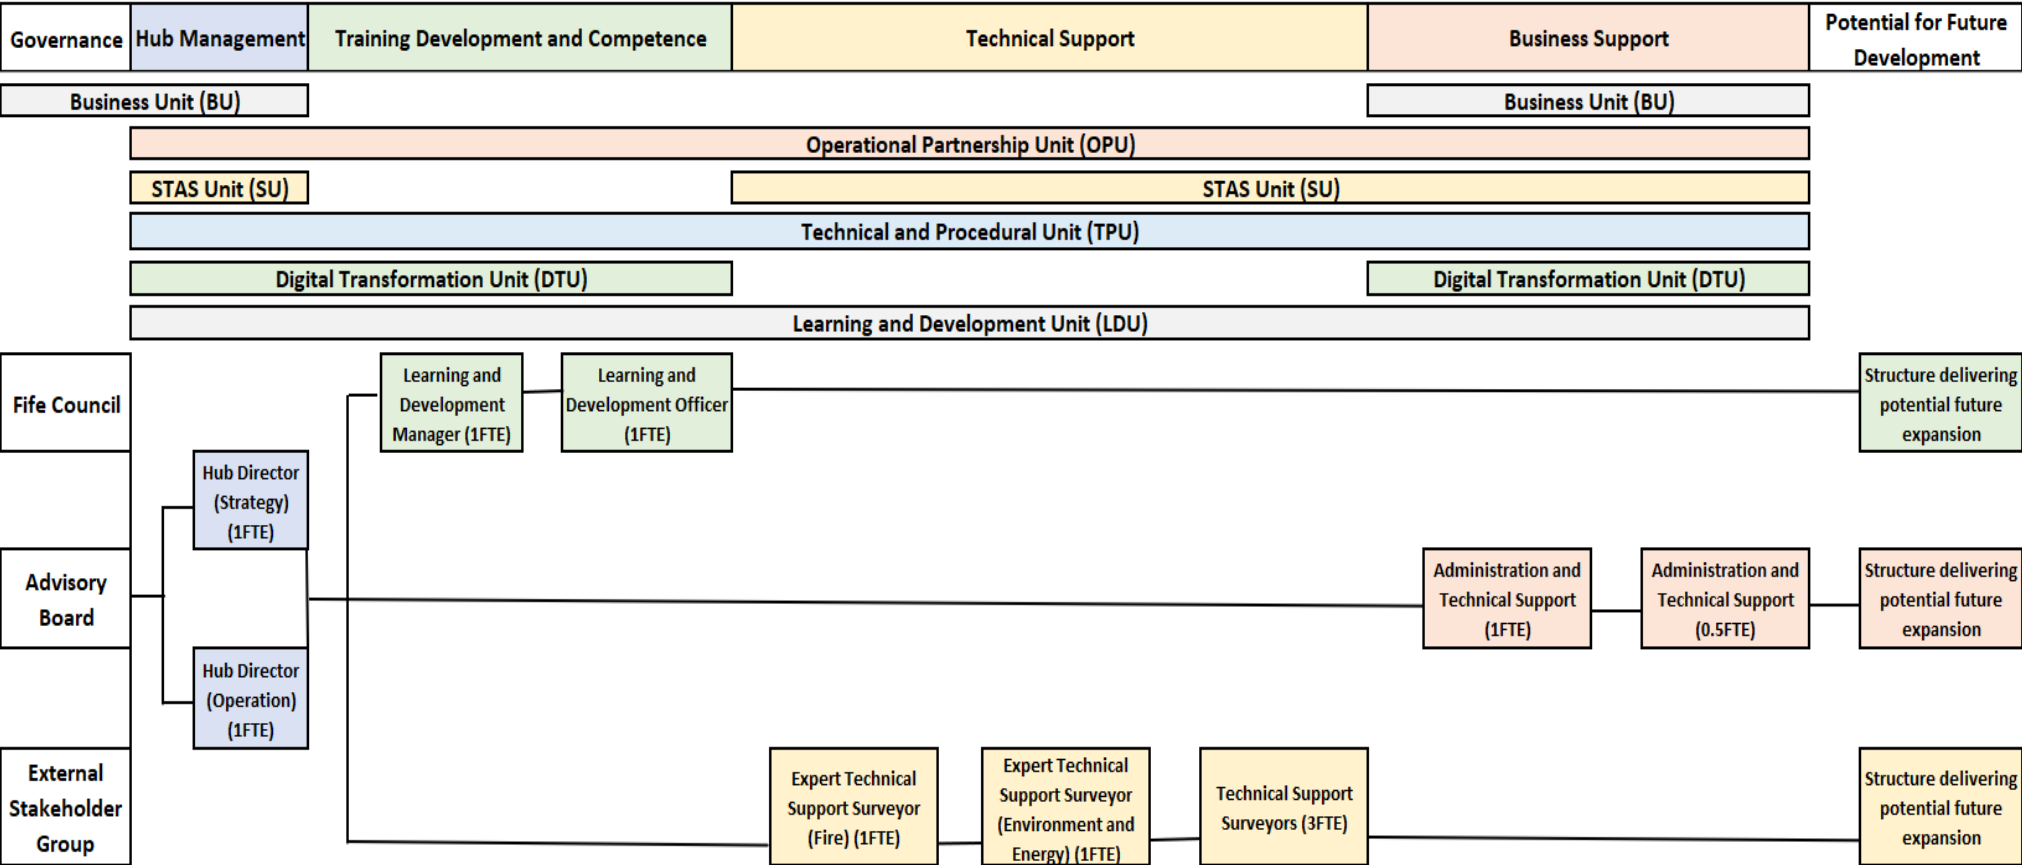 Governance
Hub Management
Training Development and Competence
Technical Support
Business Support
Potential for Future
Development
Business Unit (BU)
Business Unit (BU)
Operational Partnership Unit (OPU)
STAS Unit (SU)
STAS Unit (SU)
Technical and Procedural Unit (TPU)
Digital Transformation Unit (DTU)
Digital Transformation Unit (DTU)
Learning and Development Unit (LDU)
Fife Council
Learning and
Development
Manager (1FTE)
Learning and
Development Officer
(1FTE)
Structure delivering
potential future
expansion
Hub Director
(Strategy)
(1FTE)
Advisory
Board
Administration and
Technical Support
(1FTE)
Administration and
Technical Support
(0.5FTE)
Structure delivering
potential future
expansion
Hub Director
(Operation)
(1FTE)
External
Stakeholder
Group
Expert Technical
Support Surveyor
(Fire) (1FTE)
Expert Technical
Support Surveyor
(Environment and
Energy) (1FTE)
Technical Support
Surveyors (3FTE)
Structure delivering
potential future
expansion